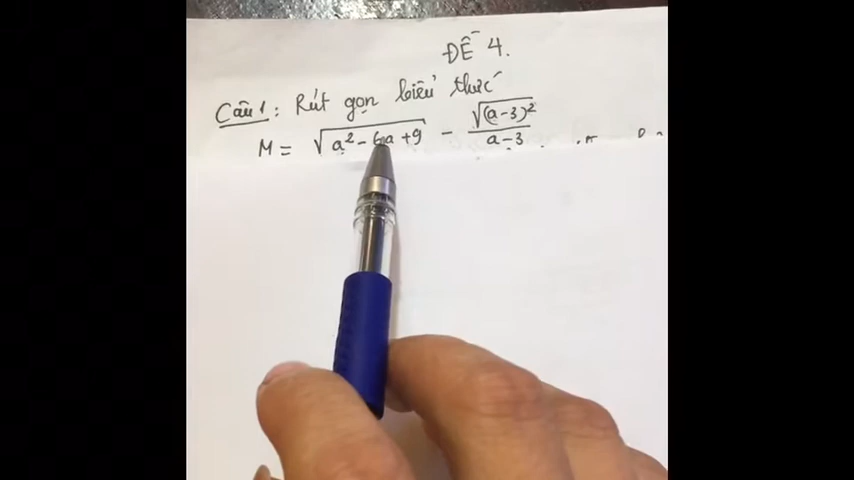 ĐỀ 4.
Câu 1: Rút gọn biểu thức
M = √(a² - 6a + 9) - √((a-3)²) / (a-3)